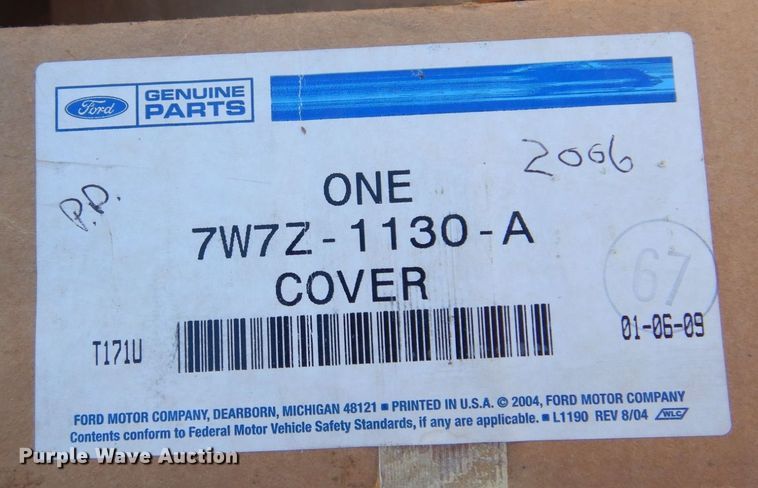 Ford
GENUINE
PARTS
2006
P.P.
ONE
7W7Z-1130-A
COVER
67
T171U
01-06-09
FORD MOTOR COMPANY, DEARBORN, MICHIGAN 48121 ■ PRINTED IN U.S.A. © 2004, FORD MOTOR COMPANY
Contents conform to Federal Motor Vehicle Safety Standards, if any are applicable. ■ L1190 REV 8/04 WLC
Purple Wave Auction